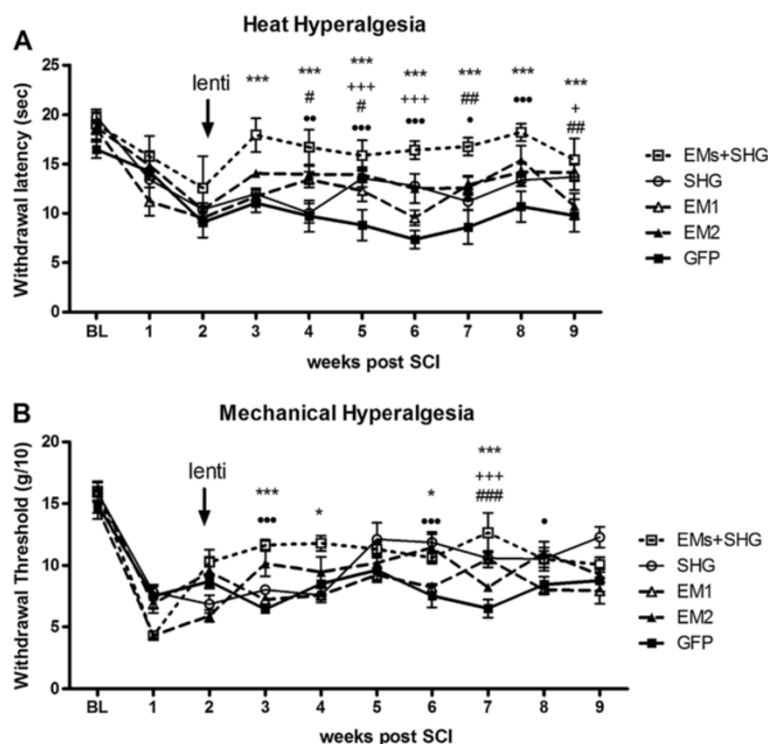 A
Heat Hyperalgesia
Withdrawal latency (sec)
25
20
15
10
5
0
lenti
***
***
#
••
***
+++
#
•••
***
+++
•••
***
##
•
***
•••
***
+
##
EMs+SHG
SHG
EM1
EM2
GFP
BL 1 2 3 4 5 6 7 8 9
weeks post SCI
B
Mechanical Hyperalgesia
Withdrawal Threshold (g/10)
20
15
10
5
0
lenti
***
•••
*
*
•••
***
+++
###
•
EMs+SHG
SHG
EM1
EM2
GFP
BL 1 2 3 4 5 6 7 8 9
weeks post SCI